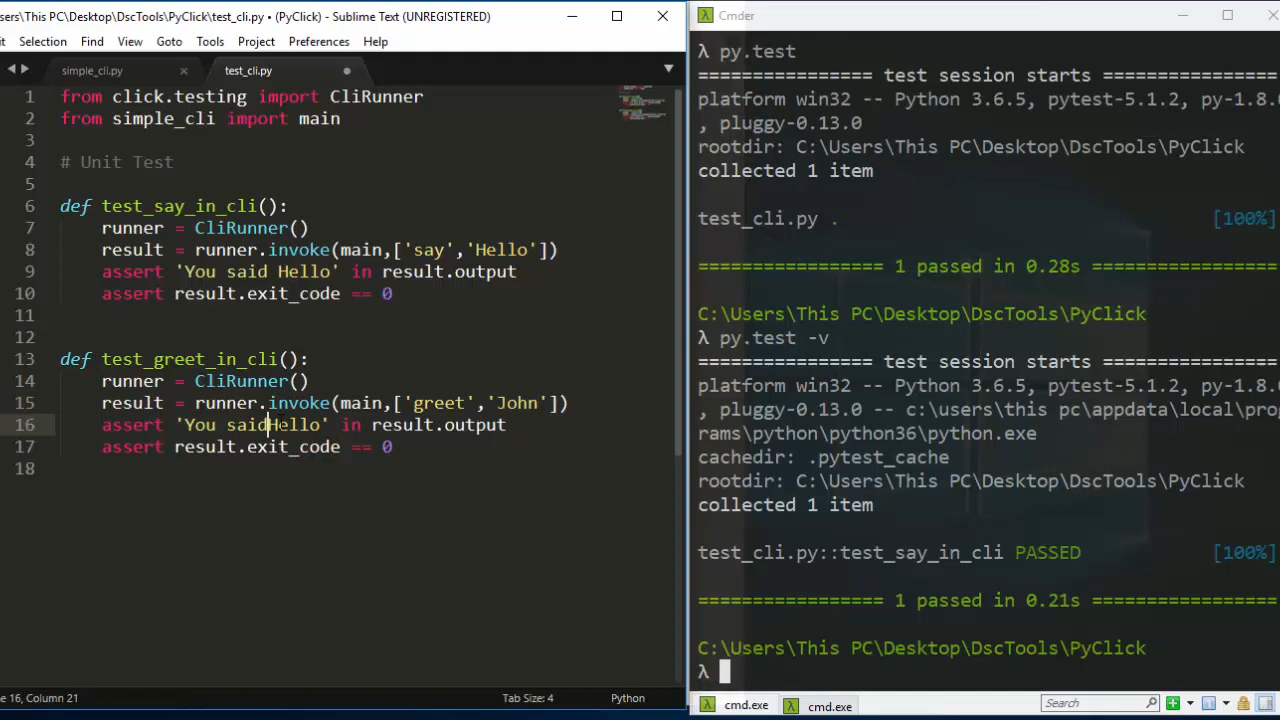 ers\This PC\Desktop\DscTools\PyClick\test_cli.py • (PyClick) - Sublime Text (UNREGISTERED)
it Selection Find View Goto Tools Project Preferences Help
simple_cli.py × test_cli.py
1 from click.testing import CliRunner
2 from simple_cli import main
3
4 # Unit Test
5
6 def test_say_in_cli():
7 runner = CliRunner()
8 result = runner.invoke(main,['say','Hello'])
9 assert 'You said Hello' in result.output
10 assert result.exit_code == 0
11
12
13 def test_greet_in_cli():
14 runner = CliRunner()
15 result = runner.invoke(main,['greet','John'])
16 assert 'You saidHello' in result.output
17 assert result.exit_code == 0
18
e 16, Column 21 Tab Size: 4 Python
λ Cmder
λ py.test
================ test session starts ================
platform win32 -- Python 3.6.5, pytest-5.1.2, py-1.8.0
, pluggy-0.13.0
rootdir: C:\Users\This PC\Desktop\DscTools\PyClick
collected 1 item
test_cli.py . [100%]
================ 1 passed in 0.28s ================
C:\Users\This PC\Desktop\DscTools\PyClick
λ py.test -v
================ test session starts ================
platform win32 -- Python 3.6.5, pytest-5.1.2, py-1.8.0
, pluggy-0.13.0 -- c:\users\this pc\appdata\local\prog
rams\python\python36\python.exe
cachedir: .pytest_cache
rootdir: C:\Users\This PC\Desktop\DscTools\PyClick
collected 1 item
test_cli.py::test_say_in_cli PASSED [100%]
================ 1 passed in 0.21s ================
C:\Users\This PC\Desktop\DscTools\PyClick
λ
λ cmd.exe λ cmd.exe Search